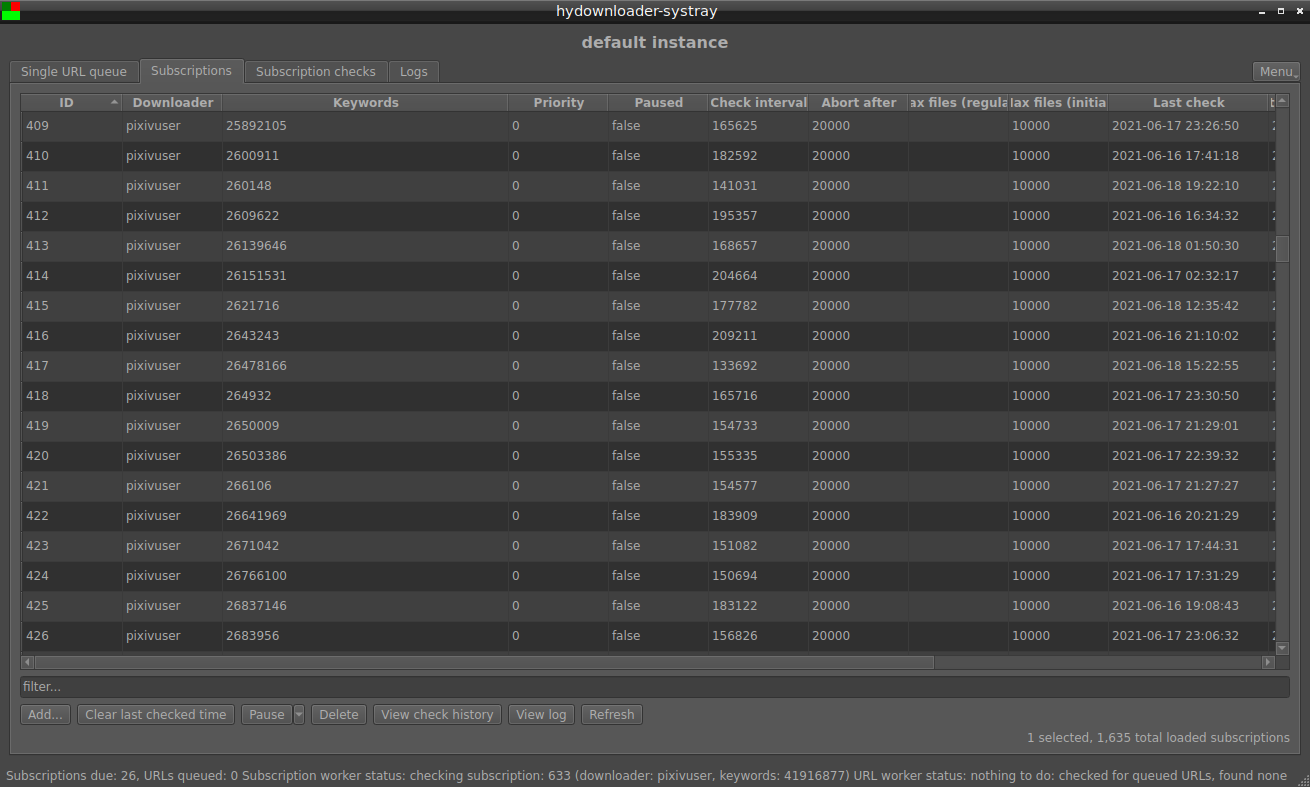 hydownloader-systray
default instance
Single URL queue Subscriptions Subscription checks Logs Menu
ID Downloader Keywords Priority Paused Check interval Abort after ax files (regula ax files (initia Last check
409 pixivuser 25892105 0 false 165625 20000 10000 2021-06-17 23:26:50
410 pixivuser 2600911 0 false 182592 20000 10000 2021-06-16 17:41:18
411 pixivuser 260148 0 false 141031 20000 10000 2021-06-18 19:22:10
412 pixivuser 2609622 0 false 195357 20000 10000 2021-06-16 16:34:32
413 pixivuser 26139646 0 false 168657 20000 10000 2021-06-18 01:50:30
414 pixivuser 26151531 0 false 204664 20000 10000 2021-06-17 02:32:17
415 pixivuser 2621716 0 false 177782 20000 10000 2021-06-18 12:35:42
416 pixivuser 2643243 0 false 209211 20000 10000 2021-06-16 21:10:02
417 pixivuser 26478166 0 false 133692 20000 10000 2021-06-18 15:22:55
418 pixivuser 264932 0 false 165716 20000 10000 2021-06-17 23:30:50
419 pixivuser 2650009 0 false 154733 20000 10000 2021-06-17 21:29:01
420 pixivuser 26503386 0 false 155335 20000 10000 2021-06-17 22:39:32
421 pixivuser 266106 0 false 154577 20000 10000 2021-06-17 21:27:27
422 pixivuser 26641969 0 false 183909 20000 10000 2021-06-16 20:21:29
423 pixivuser 2671042 0 false 151082 20000 10000 2021-06-17 17:44:31
424 pixivuser 26766100 0 false 150694 20000 10000 2021-06-17 17:31:29
425 pixivuser 26837146 0 false 183122 20000 10000 2021-06-16 19:08:43
426 pixivuser 2683956 0 false 156826 20000 10000 2021-06-17 23:06:32
filter...
Add... Clear last checked time Pause Delete View check history View log Refresh
1 selected, 1,635 total loaded subscriptions
Subscriptions due: 26, URLs queued: 0 Subscription worker status: checking subscription: 633 (downloader: pixivuser, keywords: 41916877) URL worker status: nothing to do: checked for queued URLs, found none